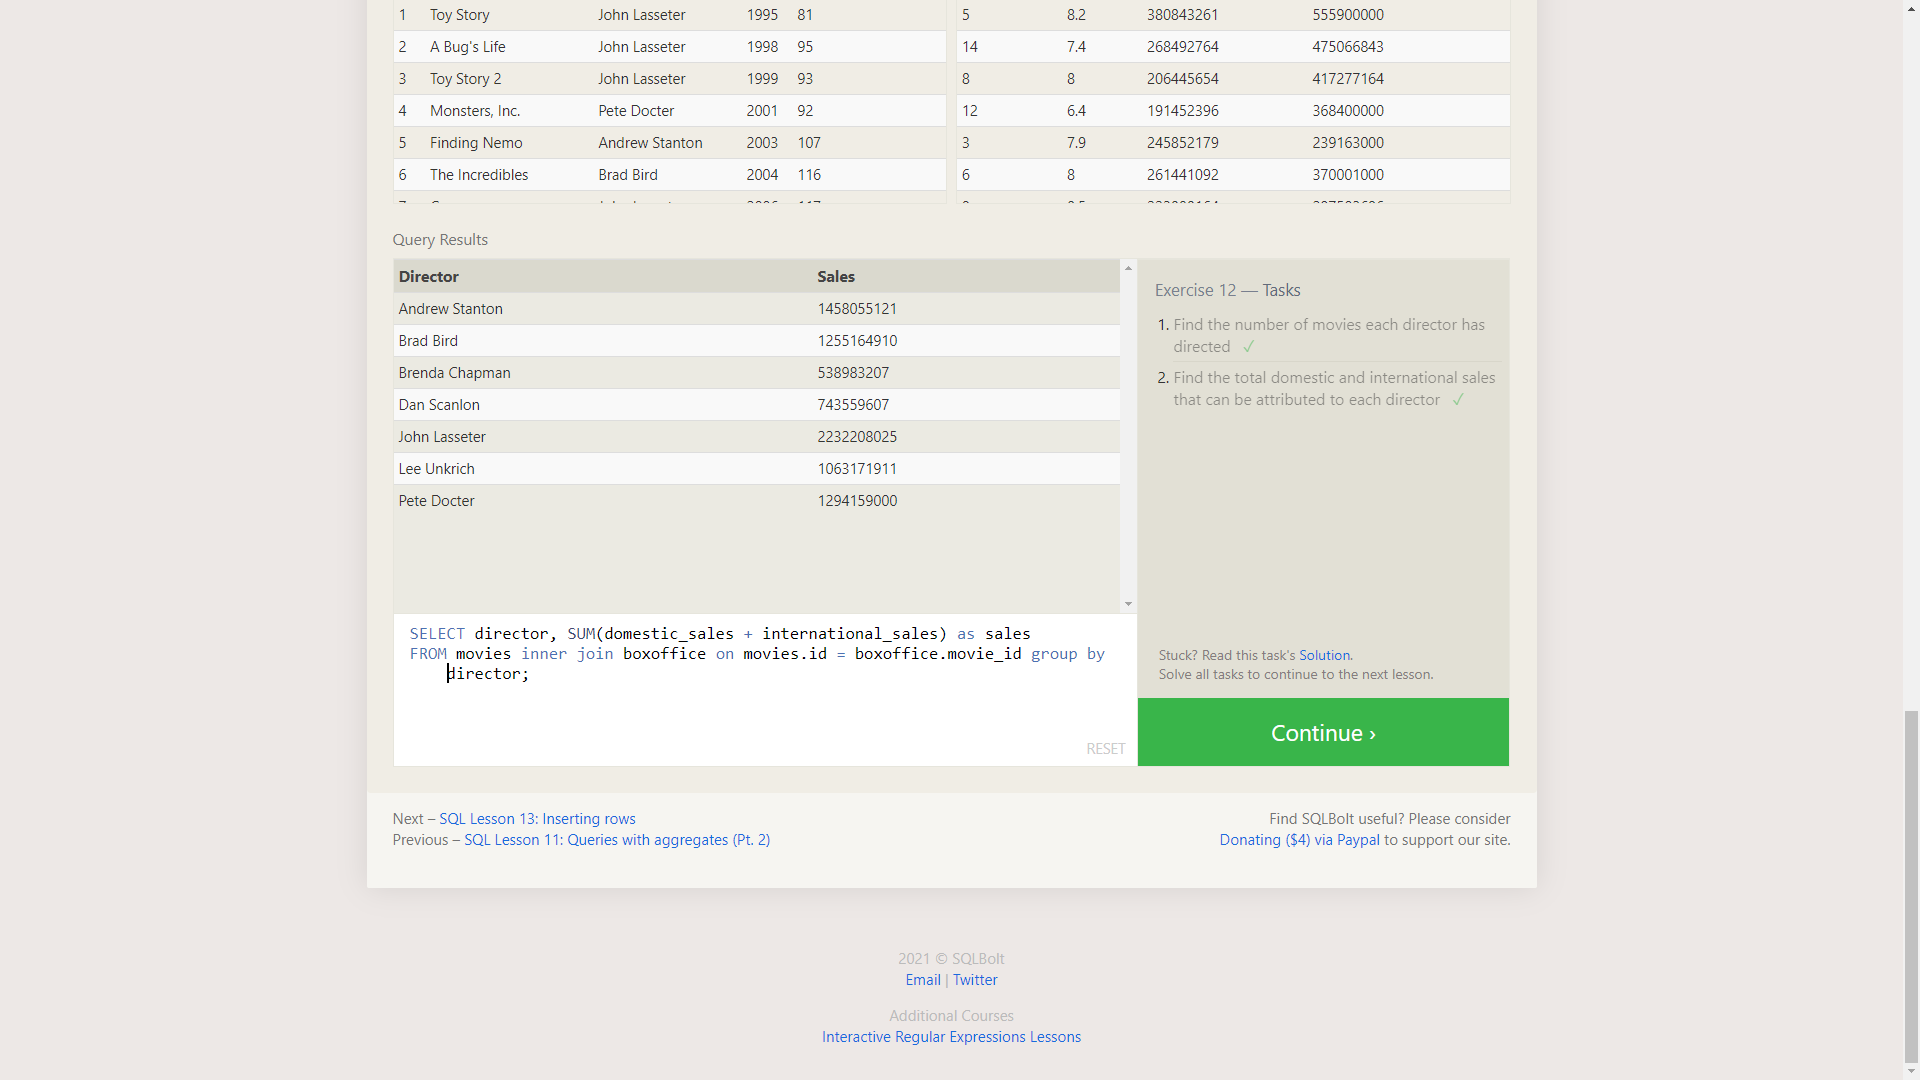 1 Toy Story John Lasseter 1995 81 5 8.2 380843261 555900000
2 A Bug's Life John Lasseter 1998 95 14 7.4 268492764 475066843
3 Toy Story 2 John Lasseter 1999 93 8 8 206445654 417277164
4 Monsters, Inc. Pete Docter 2001 92 12 6.4 191452396 368400000
5 Finding Nemo Andrew Stanton 2003 107 3 7.9 245852179 239163000
6 The Incredibles Brad Bird 2004 116 6 8 261441092 370001000
Query Results
Director Sales
Andrew Stanton 1458055121
Brad Bird 1255164910
Brenda Chapman 538983207
Dan Scanlon 743559607
John Lasseter 2232208025
Lee Unkrich 1063171911
Pete Docter 1294159000
Exercise 12 — Tasks
1. Find the number of movies each director has
directed ✓
2. Find the total domestic and international sales
that can be attributed to each director ✓
SELECT director, SUM(domestic_sales + international_sales) as sales
FROM movies inner join boxoffice on movies.id = boxoffice.movie_id group by
director;
RESET
Stuck? Read this task's Solution.
Solve all tasks to continue to the next lesson.
Continue ›
Next – SQL Lesson 13: Inserting rows
Previous – SQL Lesson 11: Queries with aggregates (Pt. 2)
Find SQLBolt useful? Please consider
Donating ($4) via Paypal to support our site.
2021 © SQLBolt
Email | Twitter
Additional Courses
Interactive Regular Expressions Lessons